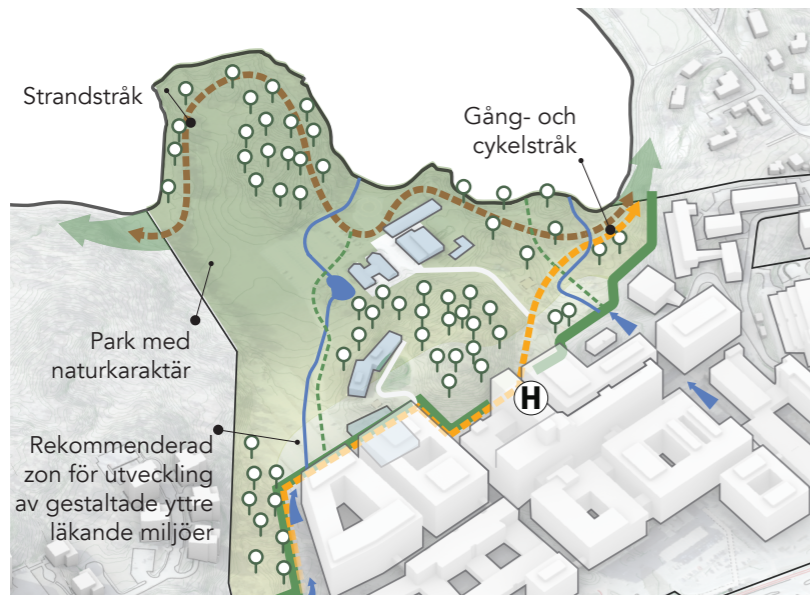 Strandstråk
Gång- och
cykelstråk
Park med
naturkaraktär
H
Rekommenderad
zon för utveckling
av gestaltade yttre
läkande miljöer